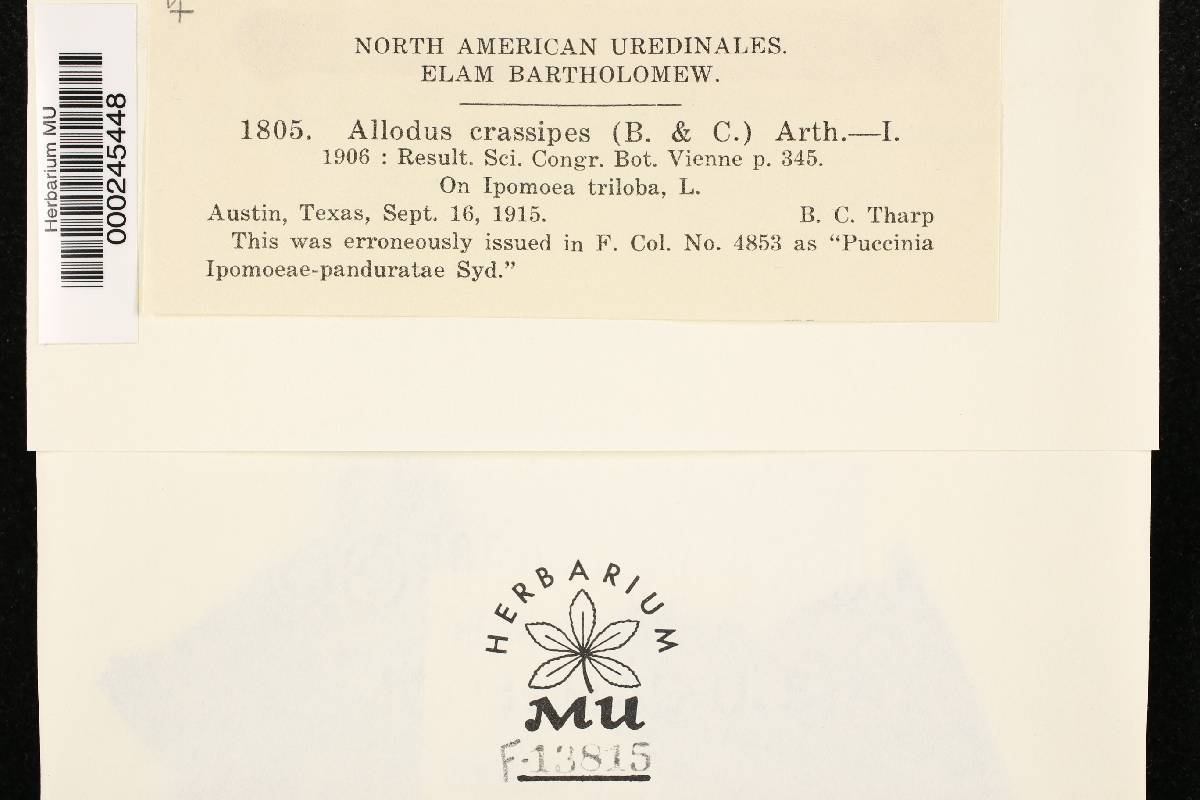 NORTH AMERICAN UREDINALES.
ELAM BARTHOLOMEW.
1805. Allodus crassipes (B. & C.) Arth.—I.
1906 : Result. Sci. Congr. Bot. Vienne p. 345.
On Ipomoea triloba, L.
Austin, Texas, Sept. 16, 1915. B. C. Tharp
This was erroneously issued in F. Col. No. 4853 as “Puccinia
Ipomoeae-panduratae Syd.”
Herbarium MU
000245448
HERBARIUM
MU
F-13815